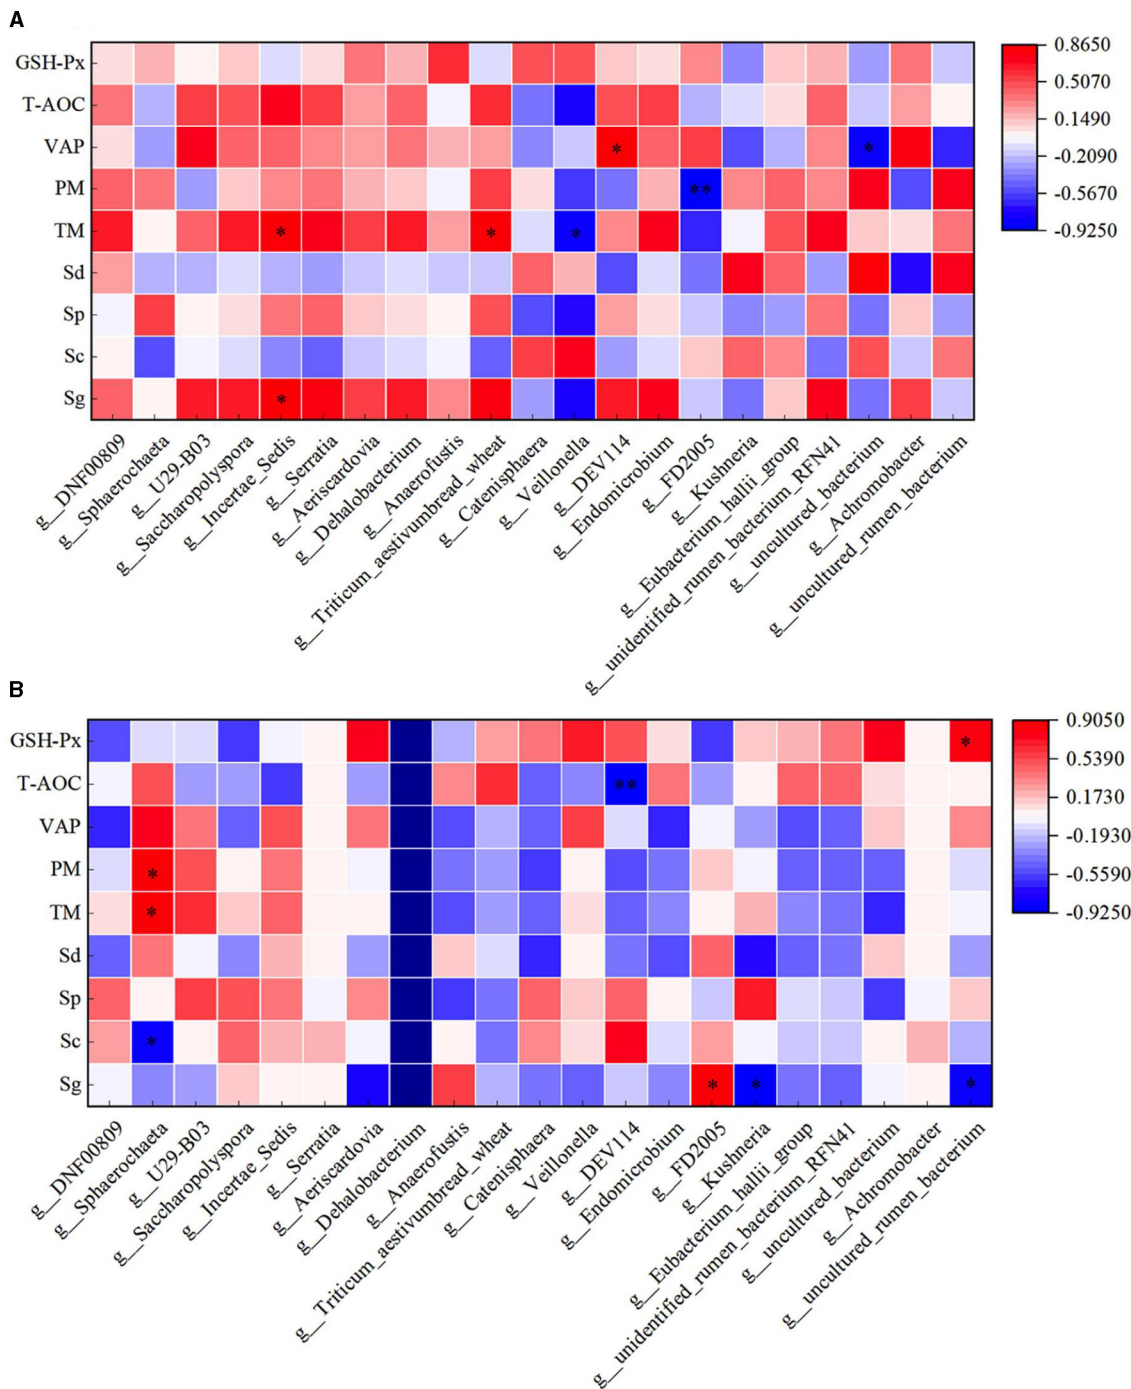 A
GSH-Px
T-AOC
VAP
PM
TM
Sd
Sp
Sc
Sg
*
*
**
*
*
*
*
0.8650
0.5070
0.1490
-0.2090
-0.5670
-0.9250
g__DNF00809
g__Sphaerochaeta
g__U29-B03
g__Saccharopolyspora
g__Incertae_Sedis
g__Serratia
g__Aeriscardovia
g__Dehalobacterium
g__Anaerofustis
g__Triticum_aestivumbread_wheat
g__Catenisphaera
g__Veillonella
g__DEV114
g__Endomicrobium
g__FD2005
g__Kushneria
g__Eubacterium_hallii_group
g__unidentified_rumen_bacterium_RFN41
g__uncultured_bacterium
g__Achromobacter
g__uncultured_rumen_bacterium
B
GSH-Px
T-AOC
VAP
PM
TM
Sd
Sp
Sc
Sg
*
**
*
*
*
*
*
*
0.9050
0.5390
0.1730
-0.1930
-0.5590
-0.9250
g__DNF00809
g__Sphaerochaeta
g__U29-B03
g__Saccharopolyspora
g__Incertae_Sedis
g__Serratia
g__Aeriscardovia
g__Dehalobacterium
g__Anaerofustis
g__Triticum_aestivumbread_wheat
g__Catenisphaera
g__Veillonella
g__DEV114
g__Endomicrobium
g__FD2005
g__Kushneria
g__Eubacterium_hallii_group
g__unidentified_rumen_bacterium_RFN41
g__uncultured_bacterium
g__Achromobacter
g__uncultured_rumen_bacterium